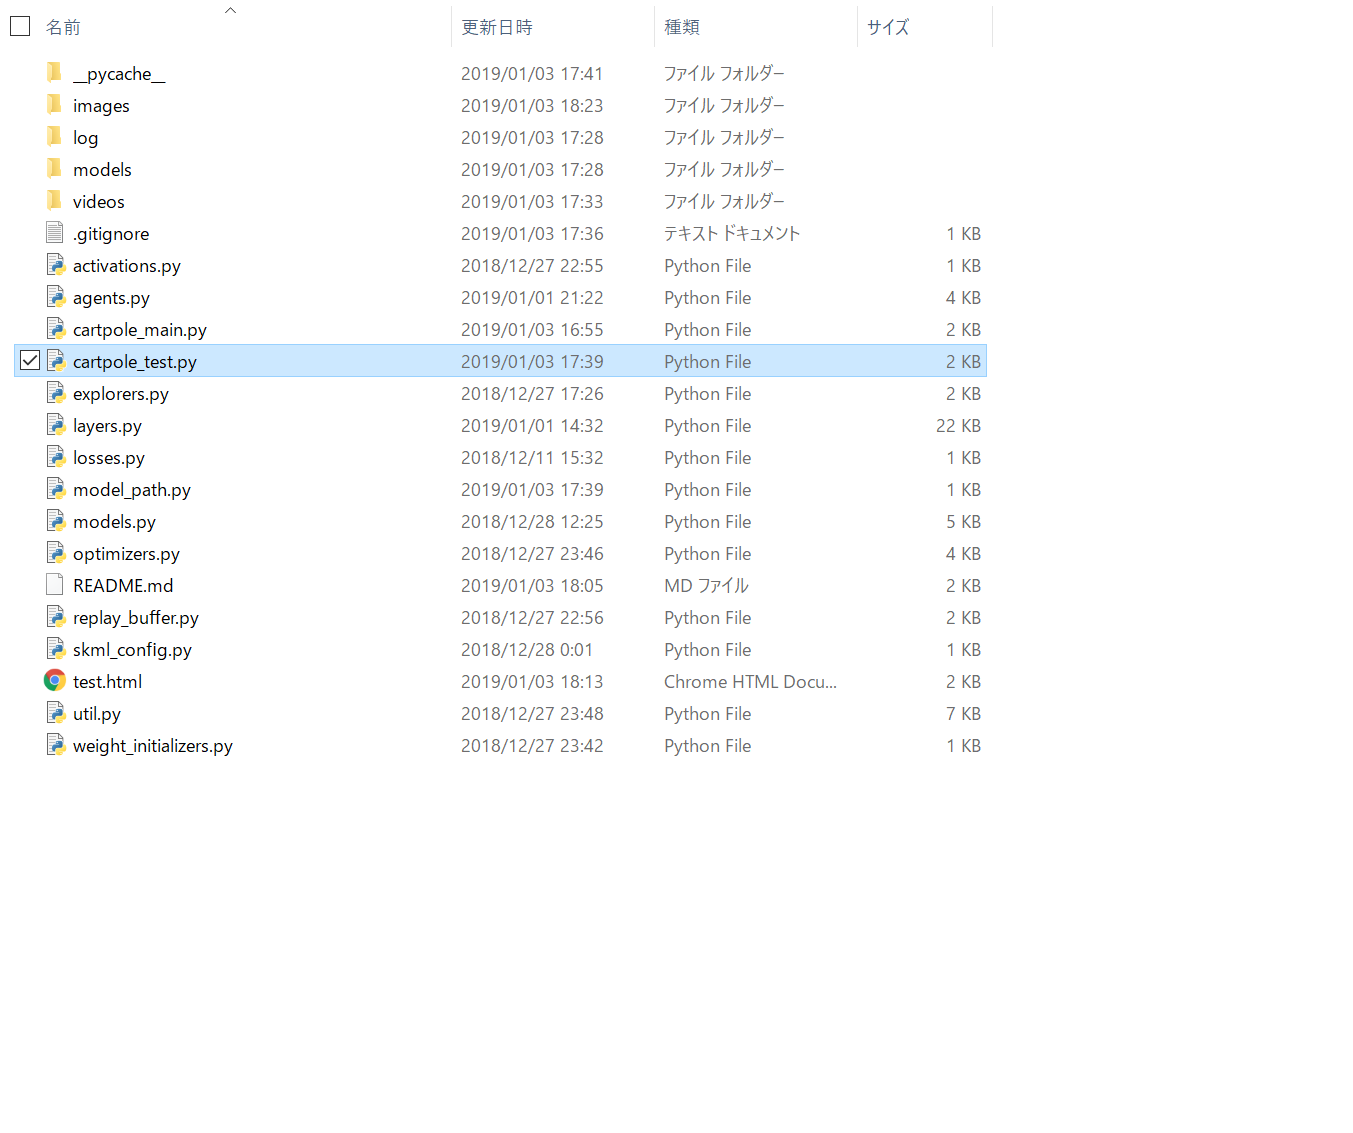 名前 更新日時 種類 サイズ
__pycache__ 2019/01/03 17:41 ファイル フォルダー
images 2019/01/03 18:23 ファイル フォルダー
log 2019/01/03 17:28 ファイル フォルダー
models 2019/01/03 17:28 ファイル フォルダー
videos 2019/01/03 17:33 ファイル フォルダー
.gitignore 2019/01/03 17:36 テキスト ドキュメント 1 KB
activations.py 2018/12/27 22:55 Python File 1 KB
agents.py 2019/01/01 21:22 Python File 4 KB
cartpole_main.py 2019/01/03 16:55 Python File 2 KB
cartpole_test.py 2019/01/03 17:39 Python File 2 KB
explorers.py 2018/12/27 17:26 Python File 2 KB
layers.py 2019/01/01 14:32 Python File 22 KB
losses.py 2018/12/11 15:32 Python File 1 KB
model_path.py 2019/01/03 17:39 Python File 1 KB
models.py 2018/12/28 12:25 Python File 5 KB
optimizers.py 2018/12/27 23:46 Python File 4 KB
README.md 2019/01/03 18:05 MD ファイル 2 KB
replay_buffer.py 2018/12/27 22:56 Python File 2 KB
skml_config.py 2018/12/28 0:01 Python File 1 KB
test.html 2019/01/03 18:13 Chrome HTML Docu... 2 KB
util.py 2018/12/27 23:48 Python File 7 KB
weight_initializers.py 2018/12/27 23:42 Python File 1 KB